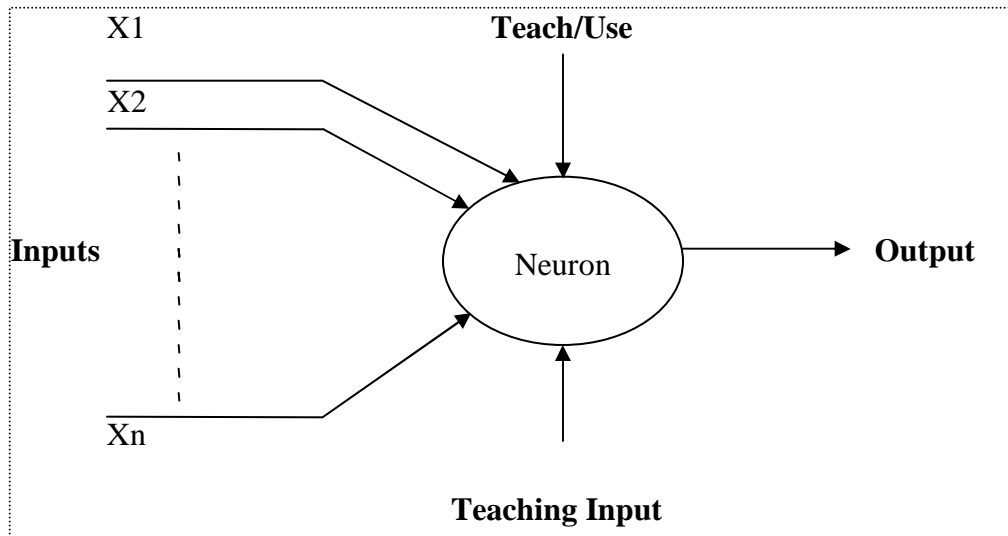 X1
Teach/Use
X2
Inputs
Neuron
Output
Xn
Teaching Input